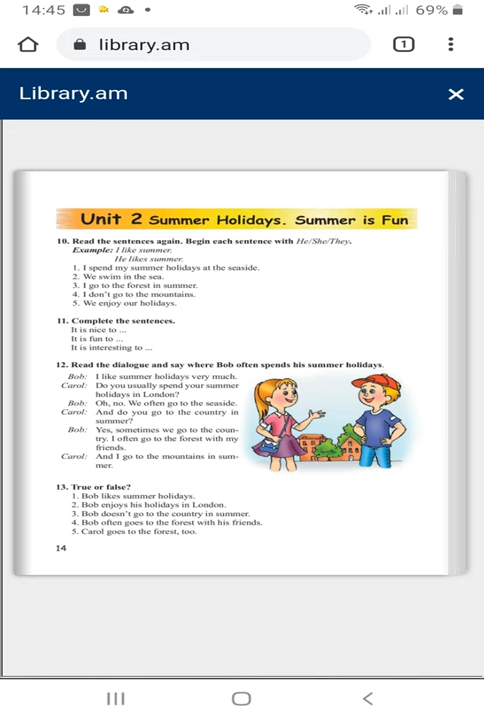 14:45 69%
library.am 1
Library.am
Unit 2 Summer Holidays. Summer is Fun
10. Read the sentences again. Begin each sentence with He/She/They.
Example: I like summer.
He likes summer.
1. I spend my summer holidays at the seaside.
2. We swim in the sea.
3. I go to the forest in summer.
4. I don't go to the mountains.
5. We enjoy our holidays.
11. Complete the sentences.
It is nice to ...
It is fun to ...
It is interesting to ...
12. Read the dialogue and say where Bob often spends his summer holidays.
Bob: I like summer holidays very much.
Carol: Do you usually spend your summer
holidays in London?
Bob: Oh, no. We often go to the seaside.
Carol: And do you go to the country in
summer?
Bob: Yes, sometimes we go to the coun-
try. I often go to the forest with my
friends.
Carol: And I go to the mountains in sum-
mer.
13. True or false?
1. Bob likes summer holidays.
2. Bob enjoys his holidays in London.
3. Bob doesn't go to the country in summer.
4. Bob often goes to the forest with his friends.
5. Carol goes to the forest, too.
14